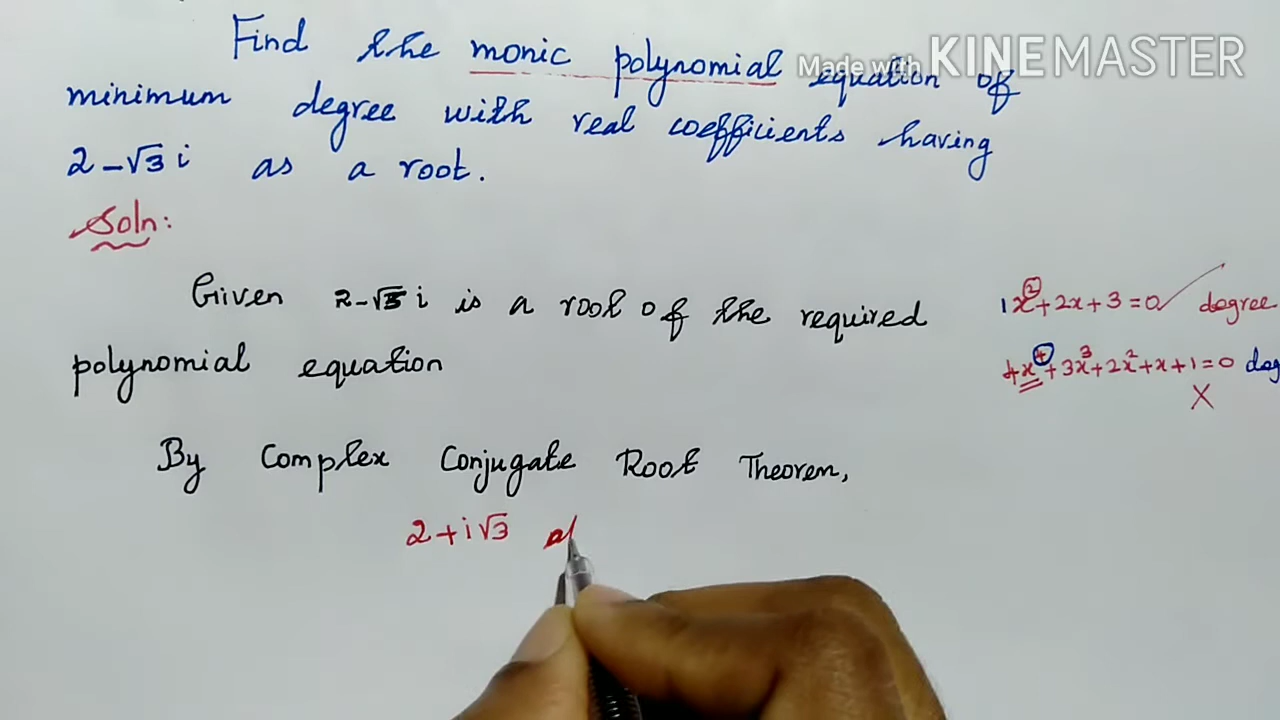 Find the monic polynomial equation of
Made with KINEMASTER
minimum degree with real coefficients having
2-√3 i as a root.
Soln:
Given 2-√3 i is a root of the required
polynomial equation
1x²+2x+3=0 ✓ degree
4x⁴+3x³+2x²+x+1=0 deg
X
By Complex Conjugate Root Theorem,
2+i√3 al